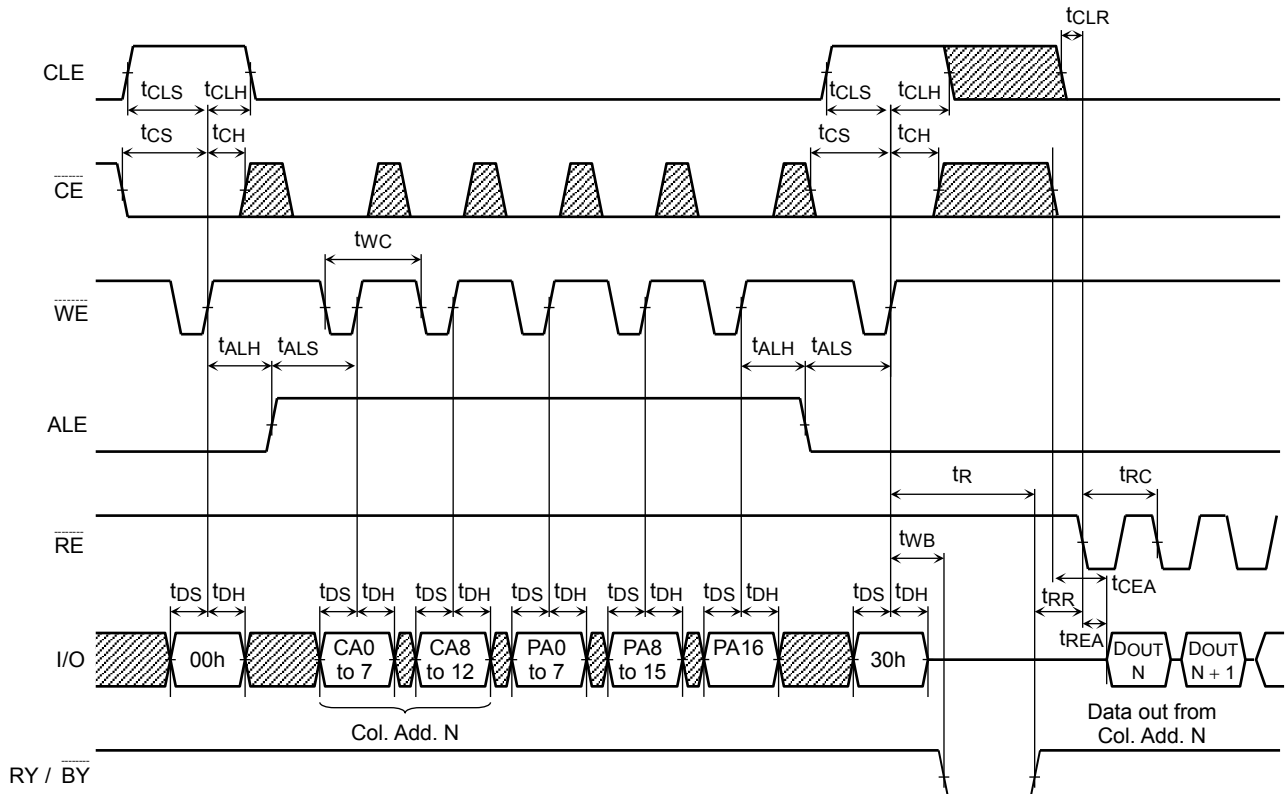 tCLR
CLE
tCLS tCLH tCLS tCLH
tCS tCH tCS tCH
CE
tWC
WE
tALH tALS tALH tALS
ALE
tR tRC
RE
tWB
tDS tDH tDS tDH tDS tDH tDS tDH tDS tDH tDS tDH tDS tDH tRR tCEA
tREA
I/O 00h CA0 to 7 CA8 to 12 PA0 to 7 PA8 to 15 PA16 30h DOUT N DOUT N + 1
Col. Add. N
Data out from
Col. Add. N
RY / BY